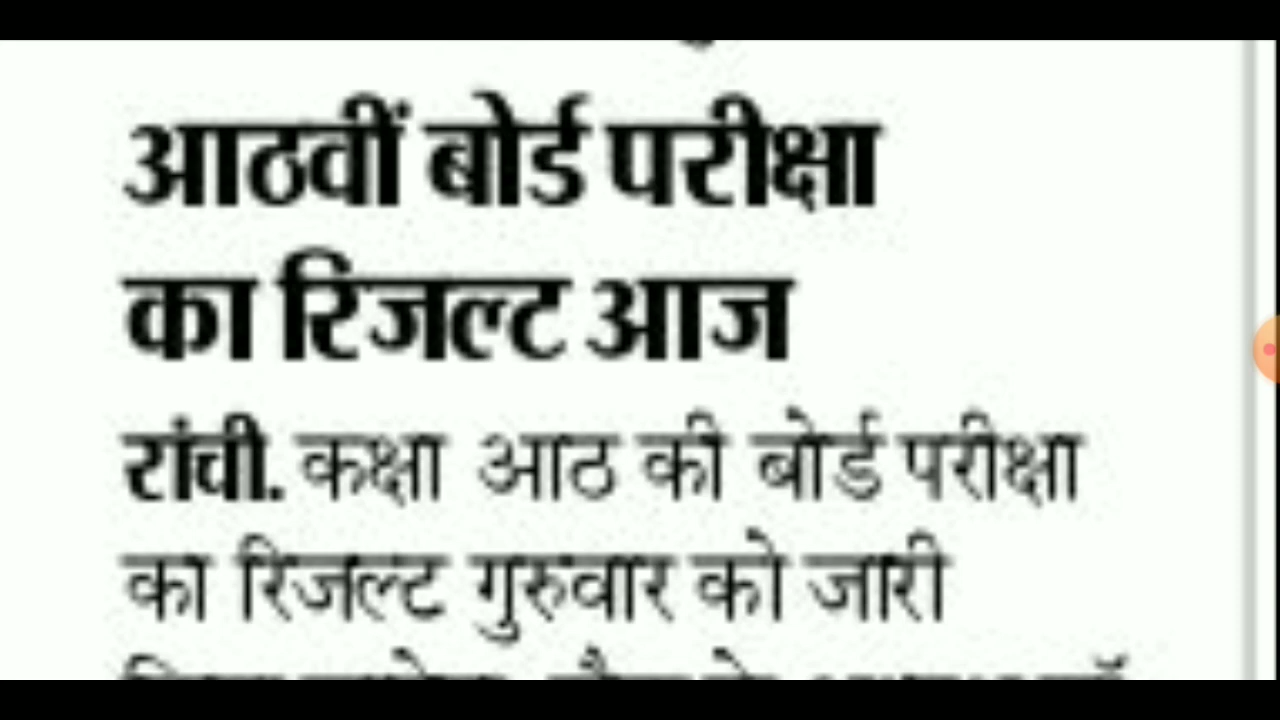 आठवीं बोर्ड परीक्षा
का रिजल्ट आज
रांची. कक्षा आठ की बोर्ड परीक्षा
का रिजल्ट गुरुवार को जारी